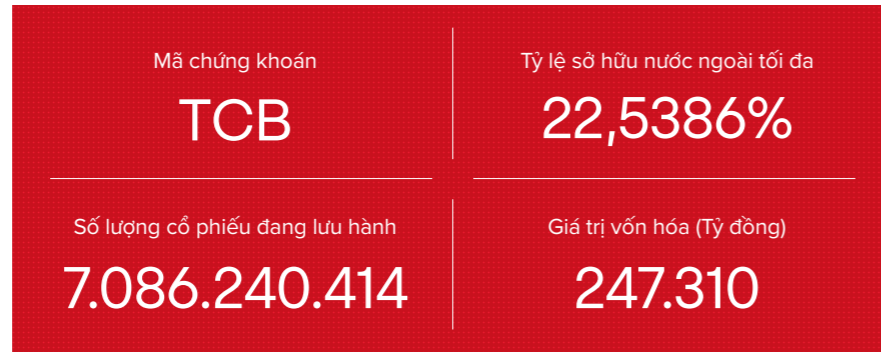 Mã chứng khoán
TCB
Tỷ lệ sở hữu nước ngoài tối đa
22,5386%
Số lượng cổ phiếu đang lưu hành
7.086.240.414
Giá trị vốn hóa (Tỷ đồng)
247.310